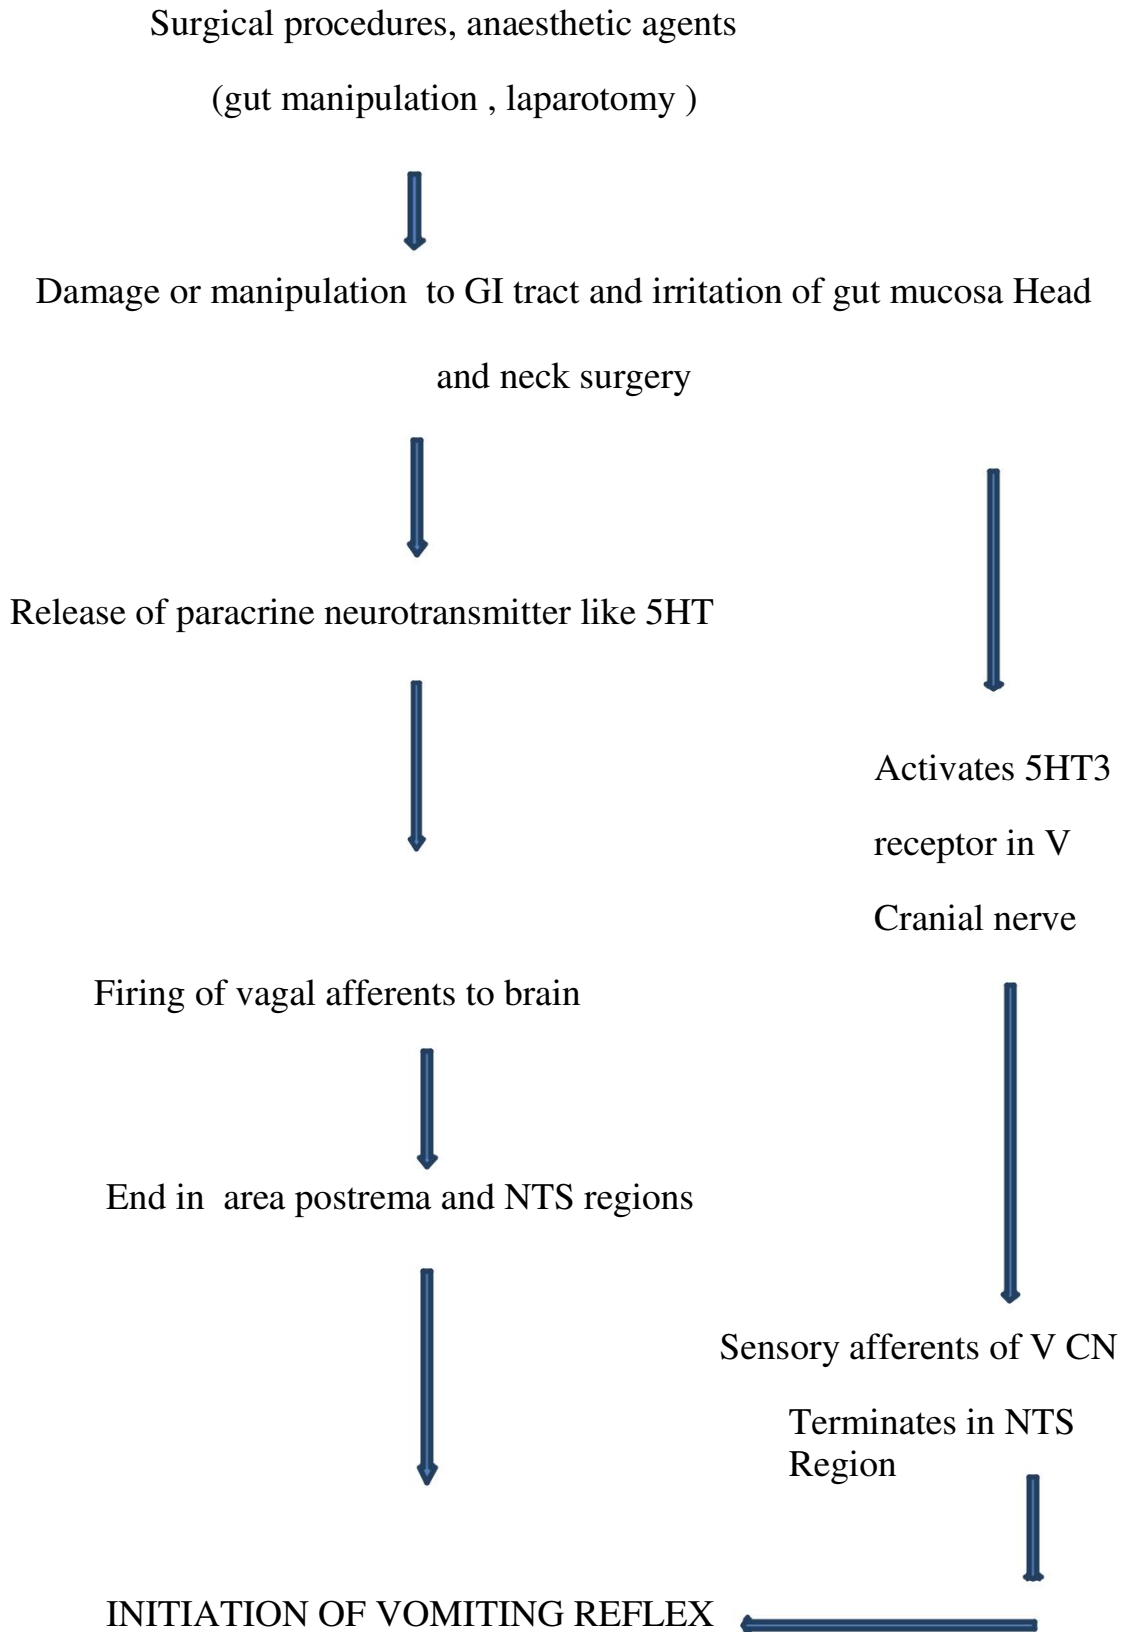 Surgical procedures, anaesthetic agents
(gut manipulation , laparotomy )
Damage or manipulation to GI tract and irritation of gut mucosa Head
and neck surgery
Release of paracrine neurotransmitter like 5HT
Activates 5HT3
receptor in V
Cranial nerve
Firing of vagal afferents to brain
End in area postrema and NTS regions
Sensory afferents of V CN
Terminates in NTS
Region
INITIATION OF VOMITING REFLEX